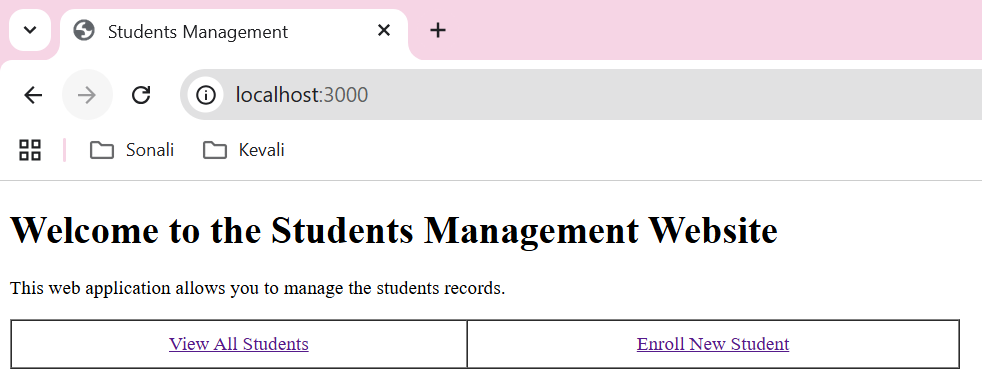 Students Management
localhost:3000
Sonali Kevali
Welcome to the Students Management Website
This web application allows you to manage the students records.
View All Students Enroll New Student